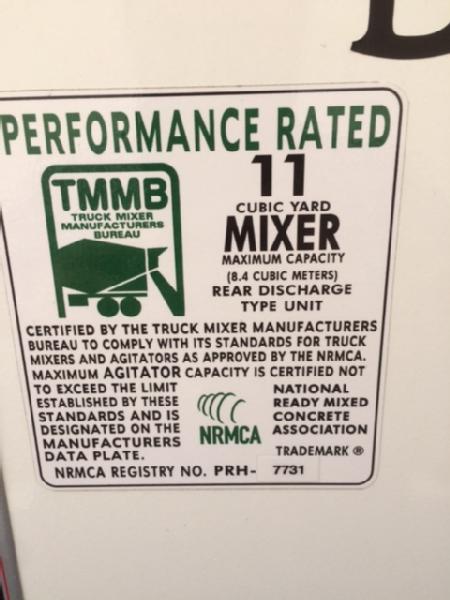 PERFORMANCE RATED
TMMB
TRUCK MIXER
MANUFACTURERS
BUREAU
11
CUBIC YARD
MIXER
MAXIMUM CAPACITY
(8.4 CUBIC METERS)
REAR DISCHARGE
TYPE UNIT
CERTIFIED BY THE TRUCK MIXER MANUFACTURERS
BUREAU TO COMPLY WITH ITS STANDARDS FOR TRUCK
MIXERS AND AGITATORS AS APPROVED BY THE NRMCA.
MAXIMUM AGITATOR CAPACITY IS CERTIFIED NOT
TO EXCEED THE LIMIT
ESTABLISHED BY THESE
STANDARDS AND IS
DESIGNATED ON THE
MANUFACTURERS
DATA PLATE.
NRMCA
NATIONAL
READY MIXED
CONCRETE
ASSOCIATION
TRADEMARK ®
NRMCA REGISTRY NO. PRH- 7731